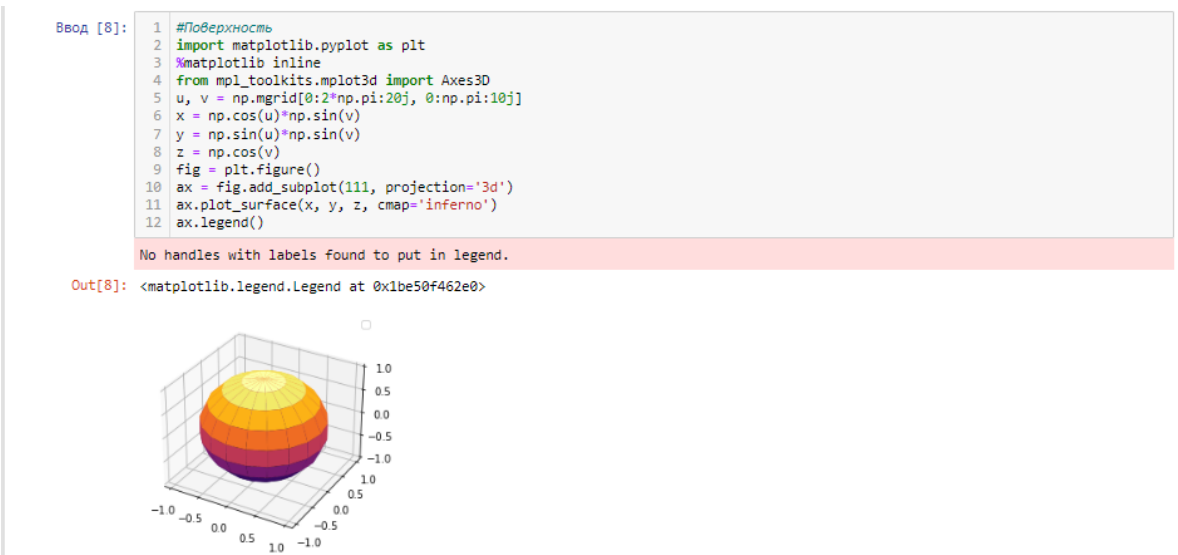 Ввод [8]:
1 #Поверхность
2 import matplotlib.pyplot as plt
3 %matplotlib inline
4 from mpl_toolkits.mplot3d import Axes3D
5 u, v = np.mgrid[0:2*np.pi:20j, 0:np.pi:10j]
6 x = np.cos(u)*np.sin(v)
7 y = np.sin(u)*np.sin(v)
8 z = np.cos(v)
9 fig = plt.figure()
10 ax = fig.add_subplot(111, projection='3d')
11 ax.plot_surface(x, y, z, cmap='inferno')
12 ax.legend()
No handles with labels found to put in legend.
Out[8]: <matplotlib.legend.Legend at 0x1be50f462e0>
1.0
0.5
0.0
−0.5
−1.0
1.0
0.5
0.0
−0.5
−1.0
−1.0
−0.5
0.0
0.5
1.0